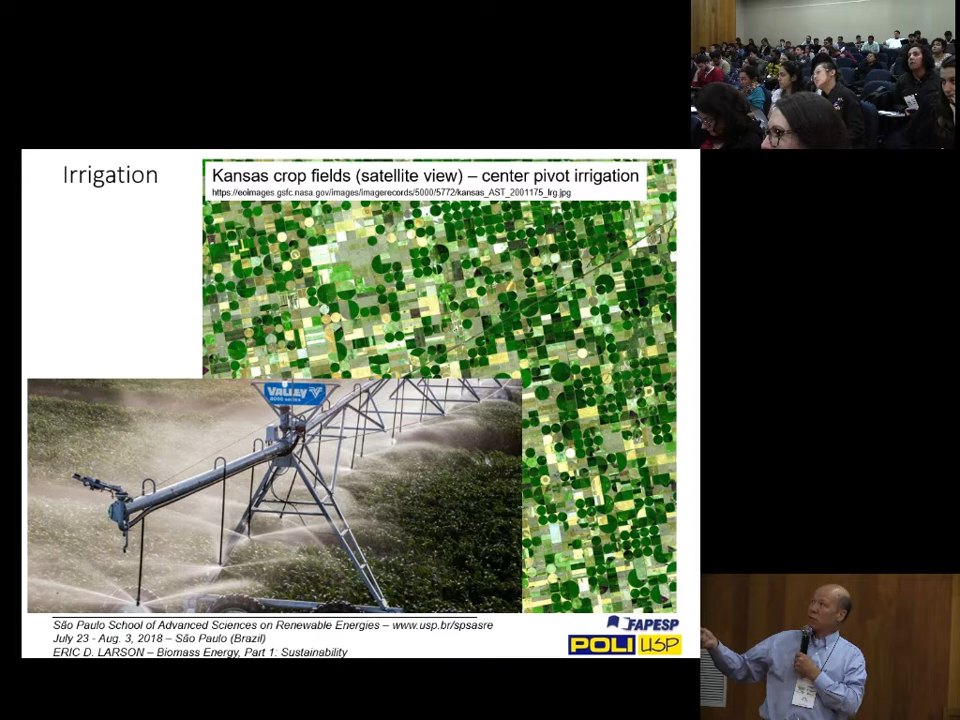 Irrigation
Kansas crop fields (satellite view) – center pivot irrigation
https://eoimages.gsfc.nasa.gov/images/imagerecords/5000/5772/kansas_AST_2001175_lrg.jpg
VALLEY
8000 series
São Paulo School of Advanced Sciences on Renewable Energies – www.usp.br/spsasre
July 23 - Aug. 3, 2018 – São Paulo (Brazil)
ERIC D. LARSON – Biomass Energy, Part 1: Sustainability
FAPESP
POLI USP